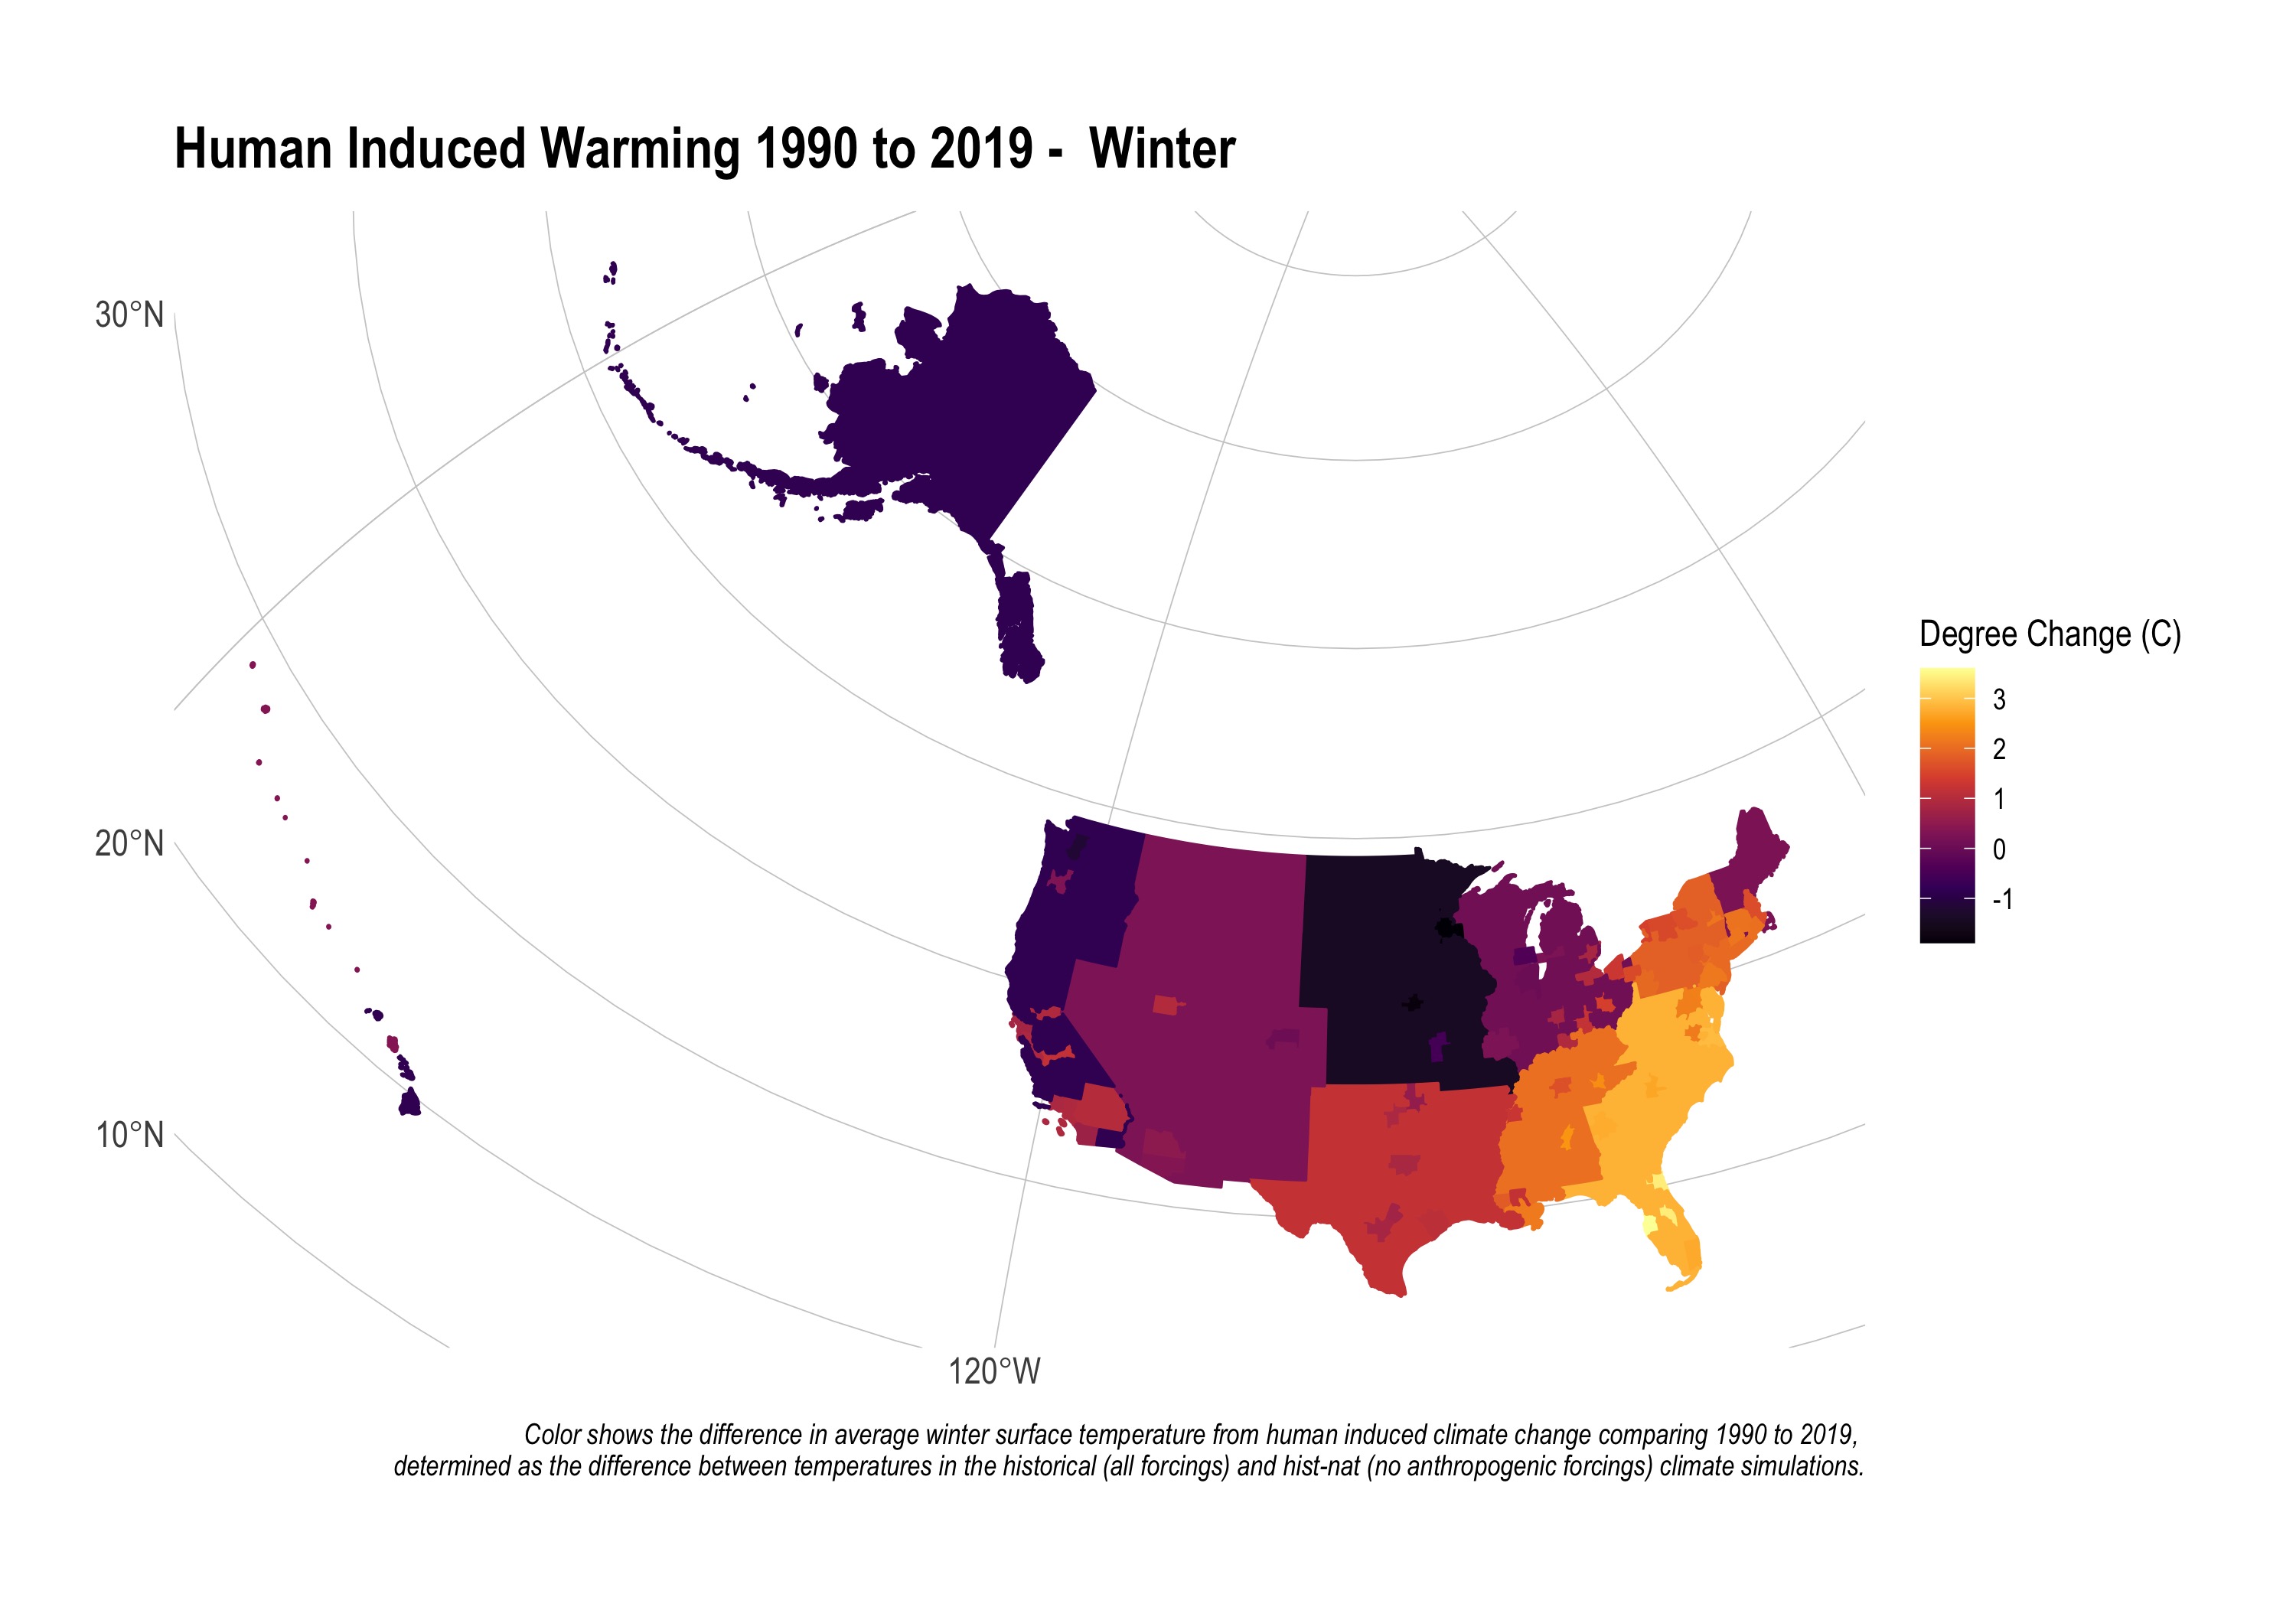 Human Induced Warming 1990 to 2019 -  Winter
30°N
20°N
10°N
120°W
Degree Change (C)
3
2
1
0
-1
Color shows the difference in average winter surface temperature from human induced climate change comparing 1990 to 2019,
determined as the difference between temperatures in the historical (all forcings) and hist-nat (no anthropogenic forcings) climate simulations.